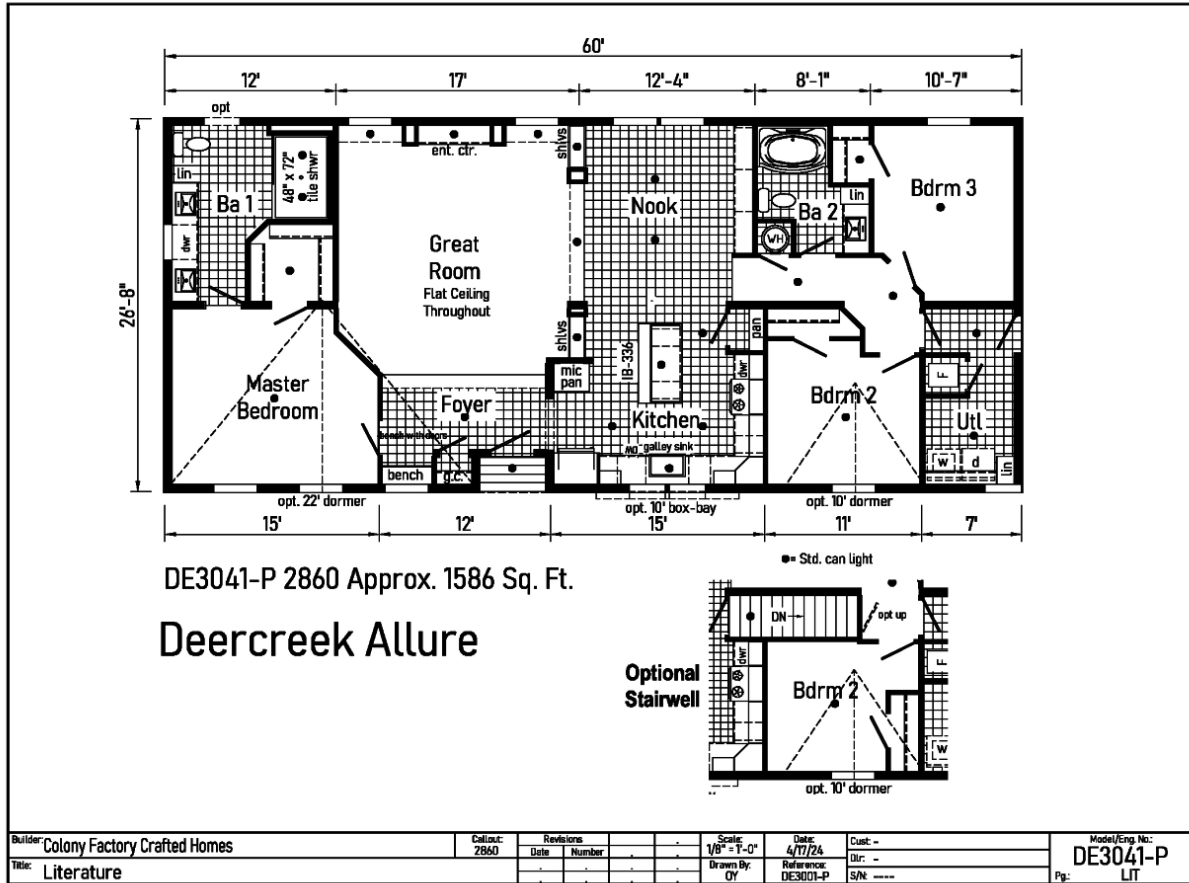 60'
12' 17' 12'-4" 8'-1" 10'-7"
opt
26'-8"
ent. ctr.
shlvs
48" x 72"
tile shwr
lin
Ba 1
dwr
Great
Room
Flat Ceiling
Throughout
Nook
Ba 2
lin
WH
Bdrm 3
shlvs
IB-336
pan
mic
pan
dwr
Master
Bedroom
Foyer
bench with doors
Kitchen
Bdrm 2
F
Utl
galley sink
W d
lin
bench
g.c.
opt. 22' dormer
opt. 10' box-bay
opt. 10' dormer
15' 12' 15' 11' 7'
= Std. can light
DE3041-P 2860 Approx. 1586 Sq. Ft.
Deercreek Allure
DN
opt up
Optional
Stairwell
dwr
Bdrm 2
F
W
opt. 10' dormer
Builder: Colony Factory Crafted Homes
Title: Literature
Callout:
2860
Revisions
Date Number
Scale:
1/8" = 1'-0"
Drawn By:
OY
Date:
4/17/24
Reference:
DE3001-P
Cust: -
Dlr: -
S/N: ----
Model/Eng. No.:
DE3041-P
Pg.: LIT